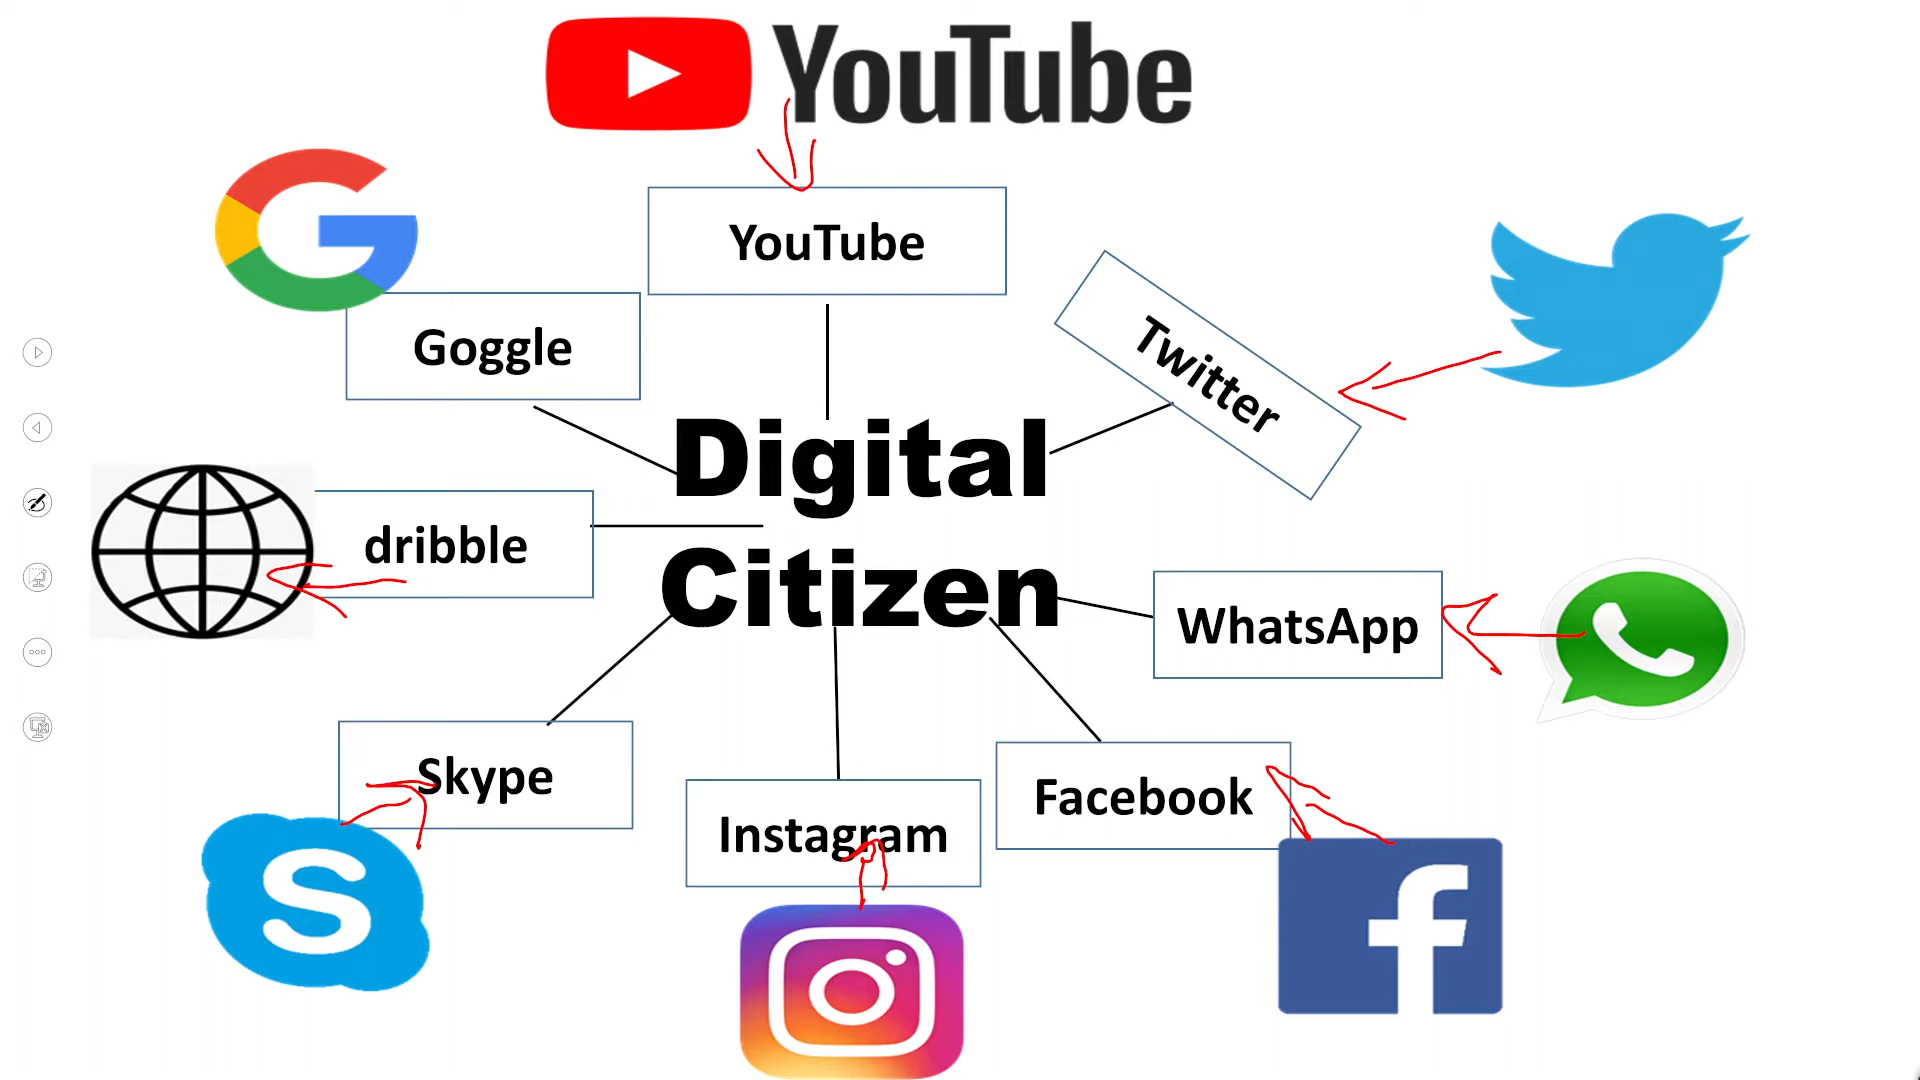 YouTube
YouTube
Goggle
Twitter
Digital
Citizen
dribble
WhatsApp
Skype
Instagram
Facebook